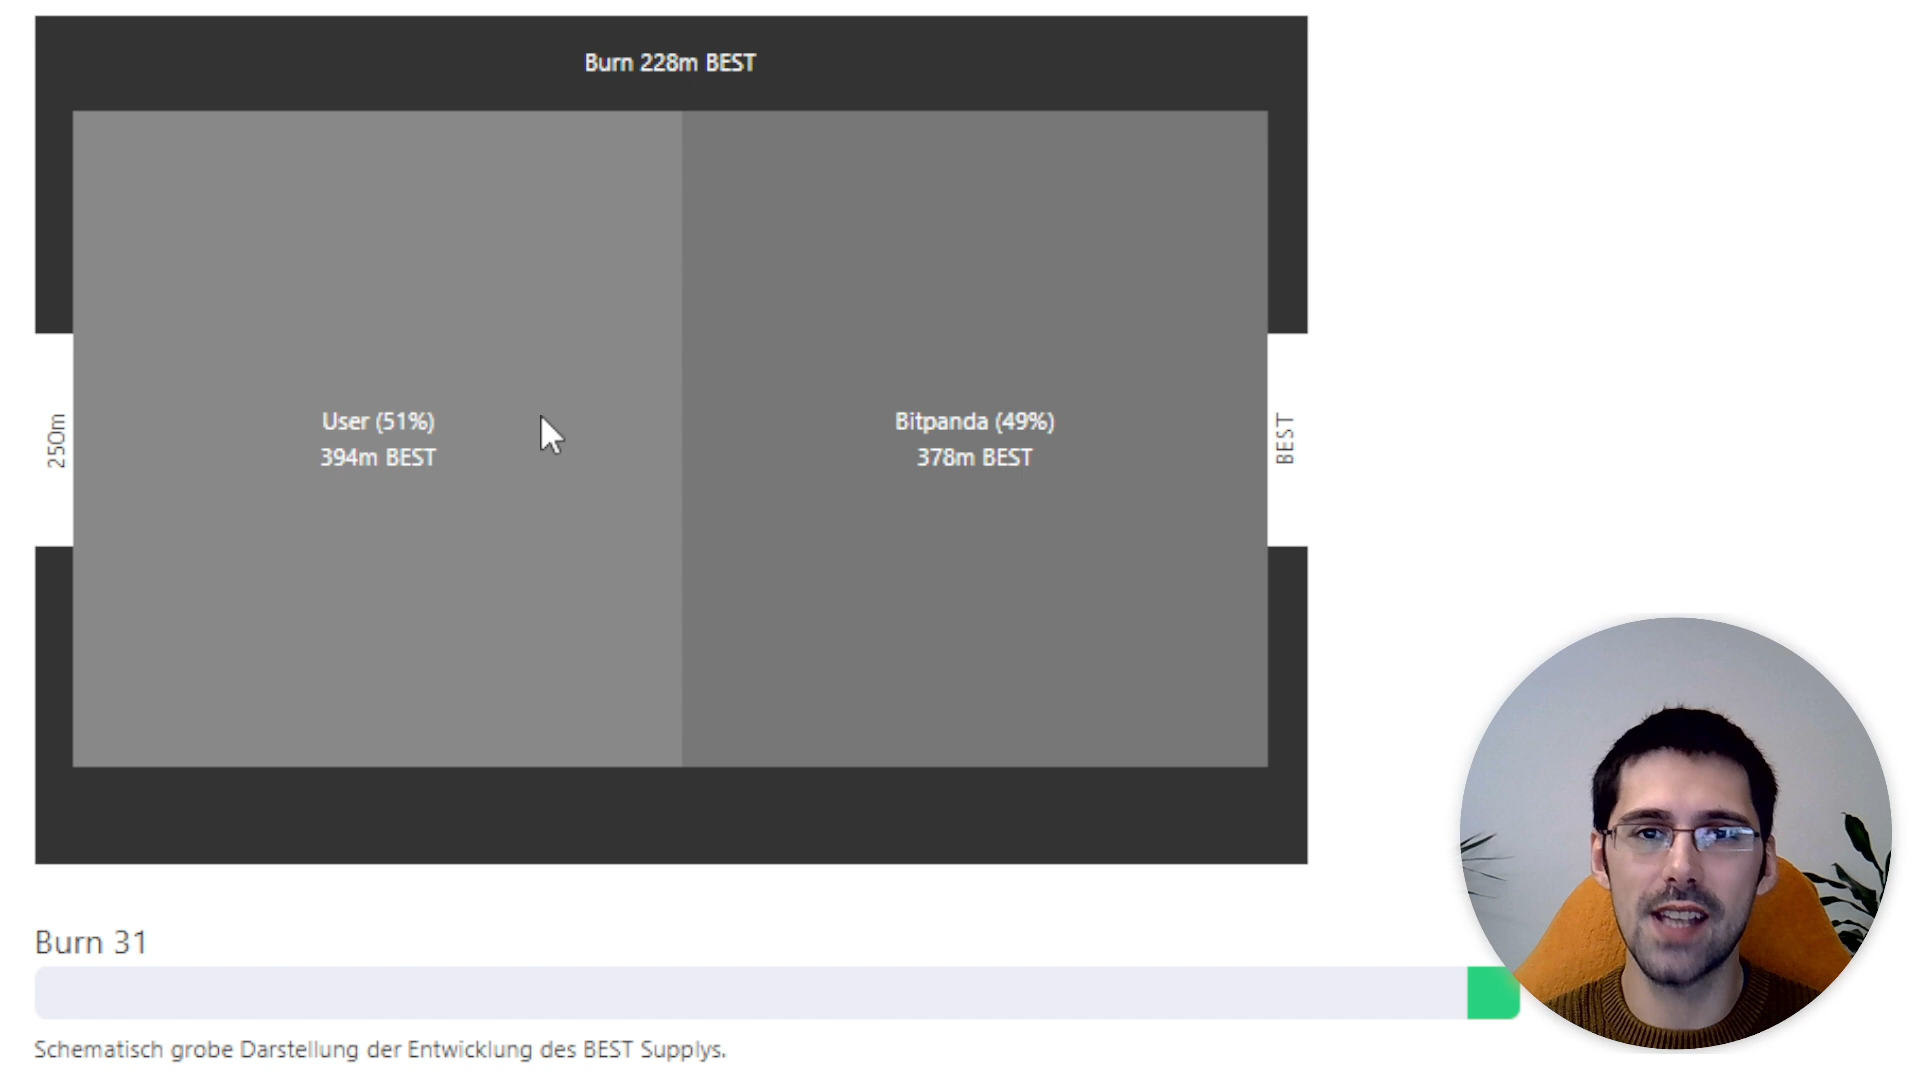 Burn 228m BEST
250m
User (51%)
394m BEST
Bitpanda (49%)
378m BEST
BEST
Burn 31
Schematisch grobe Darstellung der Entwicklung des BEST Supplys.